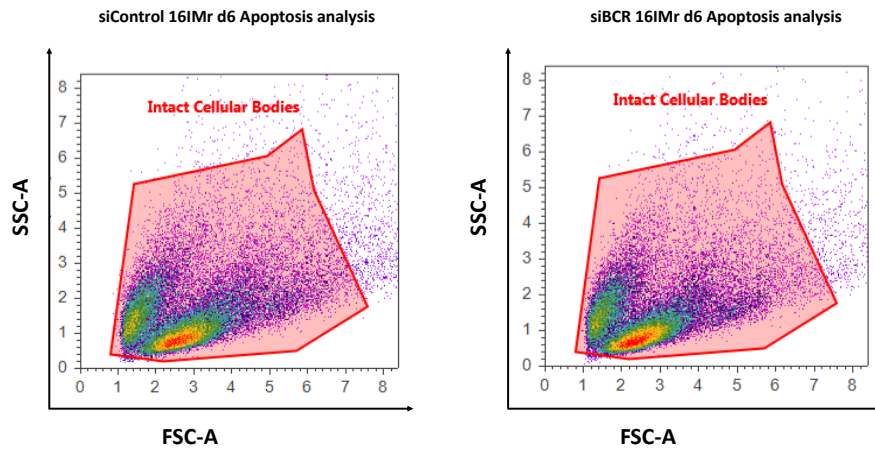 siControl 16IMr d6 Apoptosis analysis
siBCR 16IMr d6 Apoptosis analysis
Intact Cellular Bodies
8
7
6
5
4
3
2
1
0
SSC-A
0 1 2 3 4 5 6 7 8
FSC-A
Intact Cellular Bodies
8
7
6
5
4
3
2
1
0
SSC-A
0 1 2 3 4 5 6 7 8
FSC-A